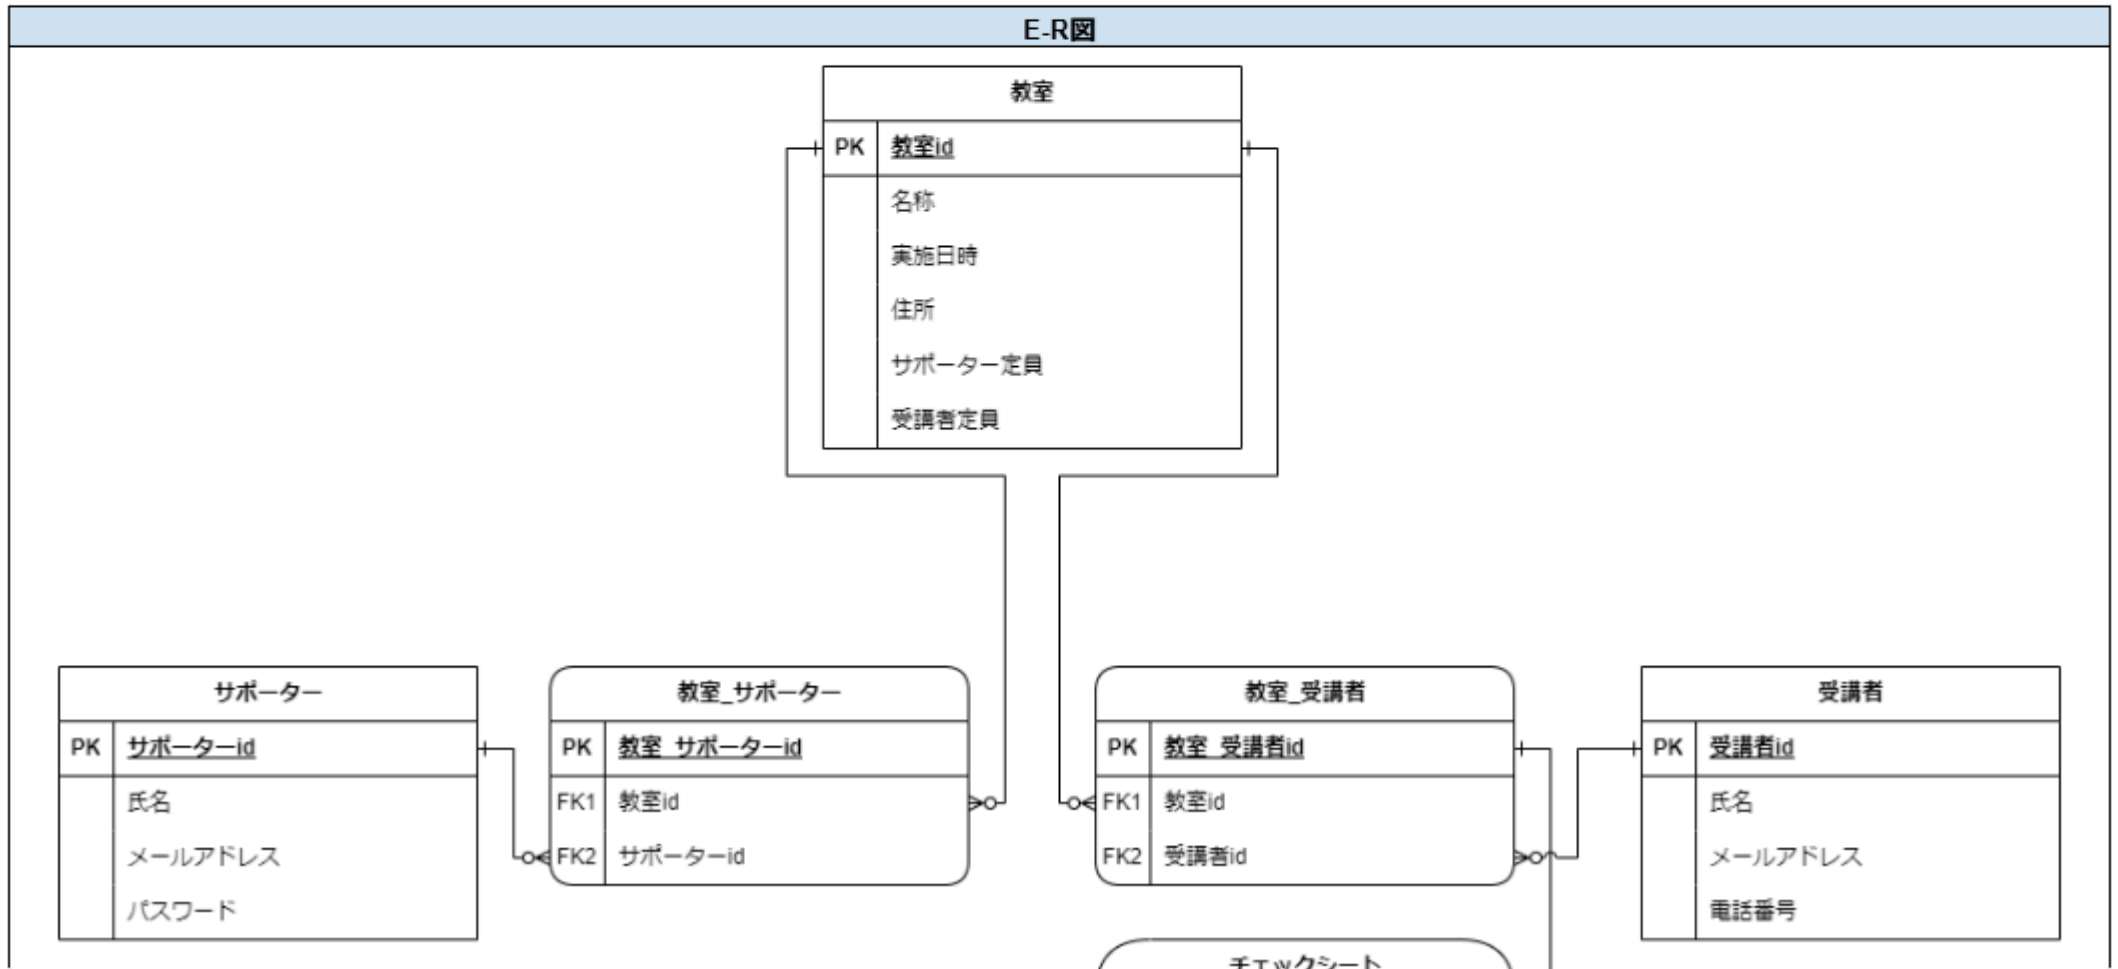 E-R図
教室
PK 教室id
名称
実施日時
住所
サポーター定員
受講者定員
サポーター
PK サポーターid
氏名
メールアドレス
パスワード
教室_サポーター
PK 教室_サポーターid
FK1 教室id
FK2 サポーターid
教室_受講者
PK 教室_受講者id
FK1 教室id
FK2 受講者id
受講者
PK 受講者id
氏名
メールアドレス
電話番号
チェックシート